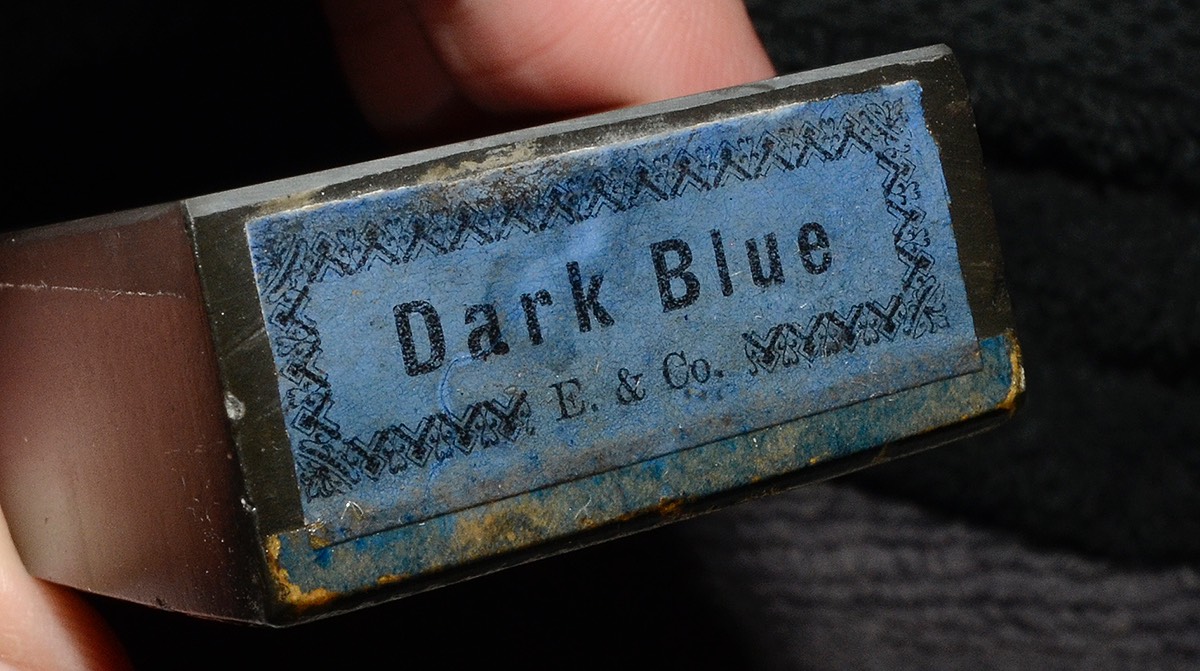 Dark Blue
E. & Co.